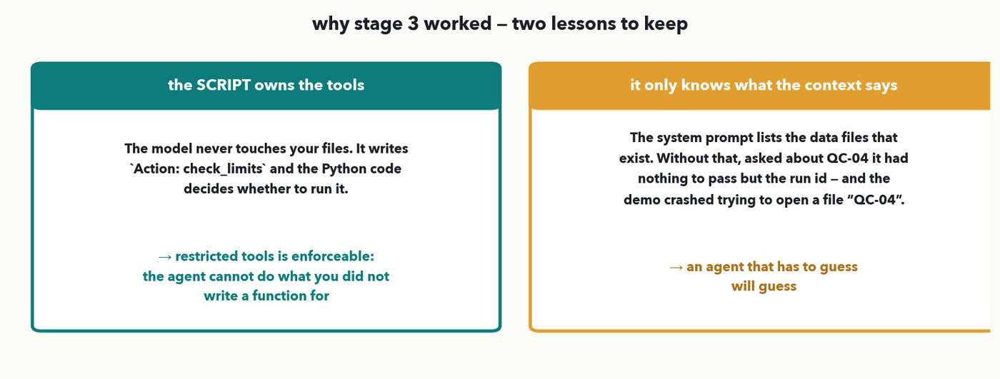 why stage 3 worked — two lessons to keep
the SCRIPT owns the tools
The model never touches your files. It writes
`Action: check_limits` and the Python code
decides whether to run it.
→ restricted tools is enforceable:
the agent cannot do what you did not
write a function for
it only knows what the context says
The system prompt lists the data files that
exist. Without that, asked about QC-04 it had
nothing to pass but the run id — and the
demo crashed trying to open a file “QC-04”.
→ an agent that has to guess
will guess